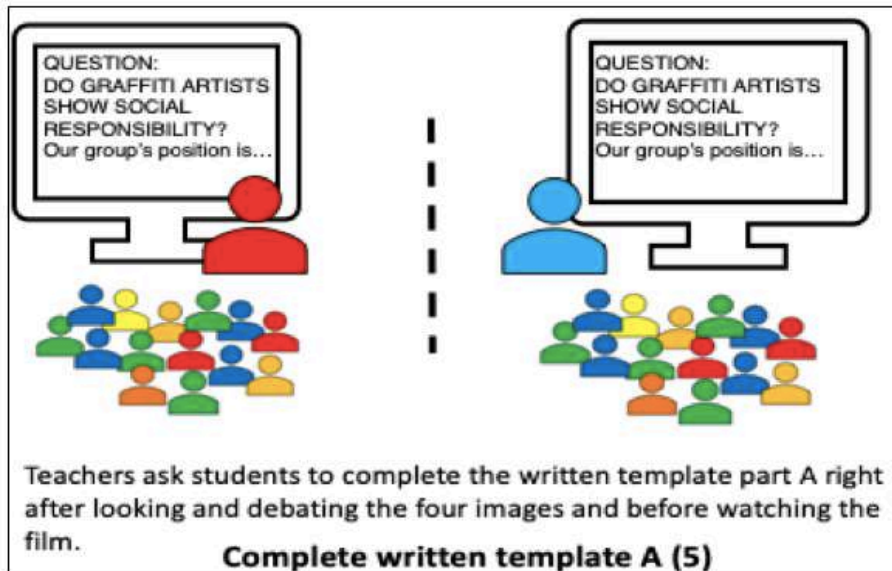 QUESTION:
DO GRAFFITI ARTISTS
SHOW SOCIAL
RESPONSIBILITY?
Our group's position is...
QUESTION:
DO GRAFFITI ARTISTS
SHOW SOCIAL
RESPONSIBILITY?
Our group's position is...
Teachers ask students to complete the written template part A right
after looking and debating the four images and before watching the
film.
Complete written template A (5)